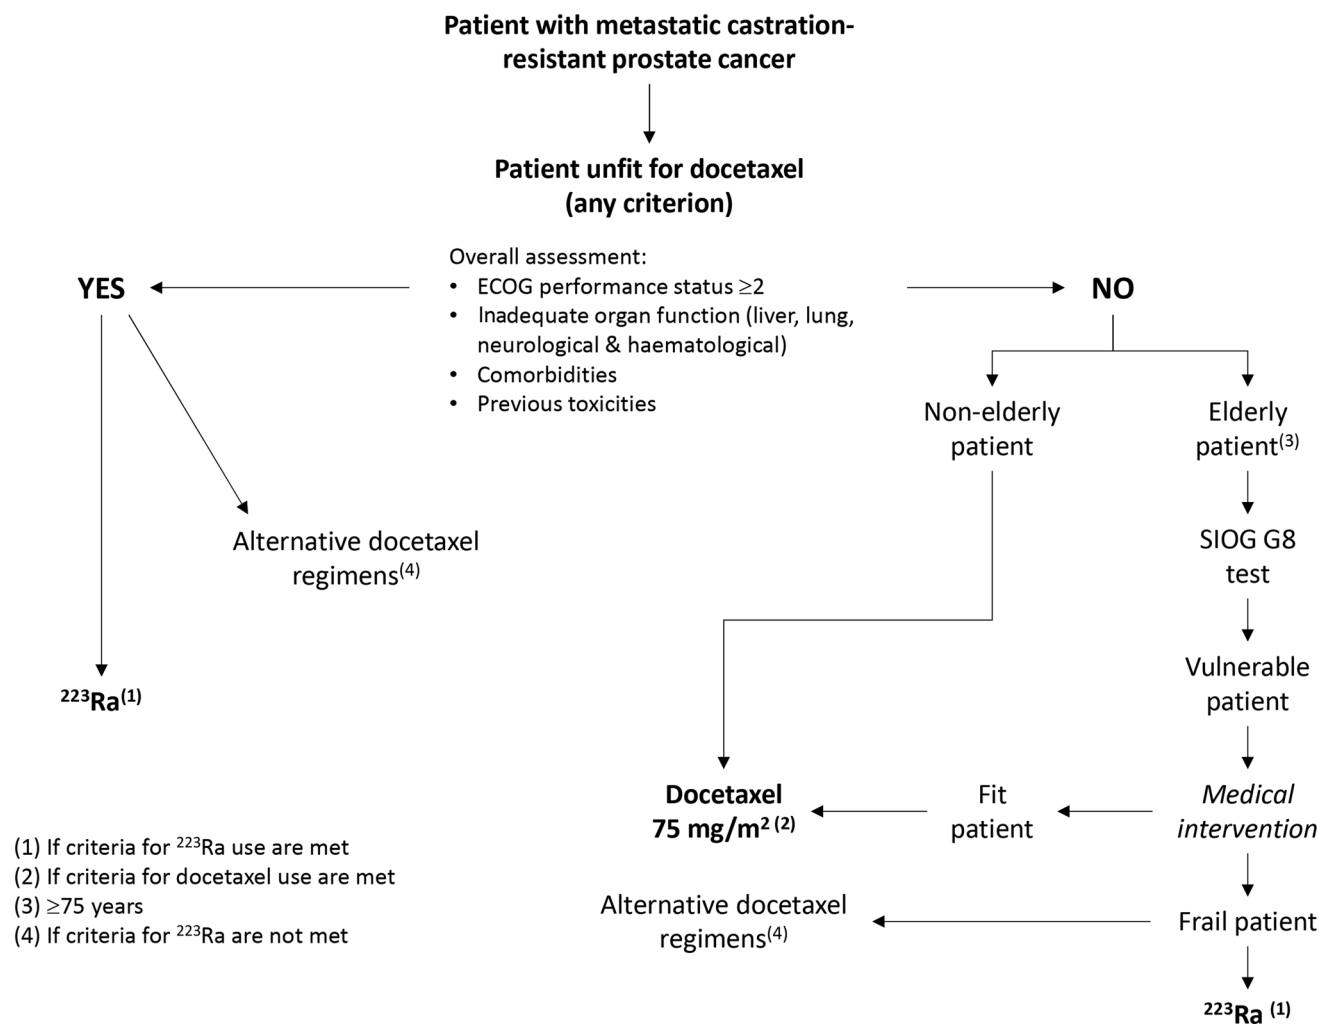 Patient with metastatic castration-
resistant prostate cancer
Patient unfit for docetaxel
(any criterion)
Overall assessment:
• ECOG performance status ≥2
• Inadequate organ function (liver, lung,
neurological & haematological)
• Comorbidities
• Previous toxicities
YES
NO
Alternative docetaxel
regimens(4)
²²³Ra(1)
Non-elderly
patient
Elderly
patient(3)
SIOG G8
test
Vulnerable
patient
Medical
intervention
Fit
patient
Docetaxel
75 mg/m² (2)
Frail patient
Alternative docetaxel
regimens(4)
²²³Ra (1)
(1) If criteria for ²²³Ra use are met
(2) If criteria for docetaxel use are met
(3) ≥75 years
(4) If criteria for ²²³Ra are not met